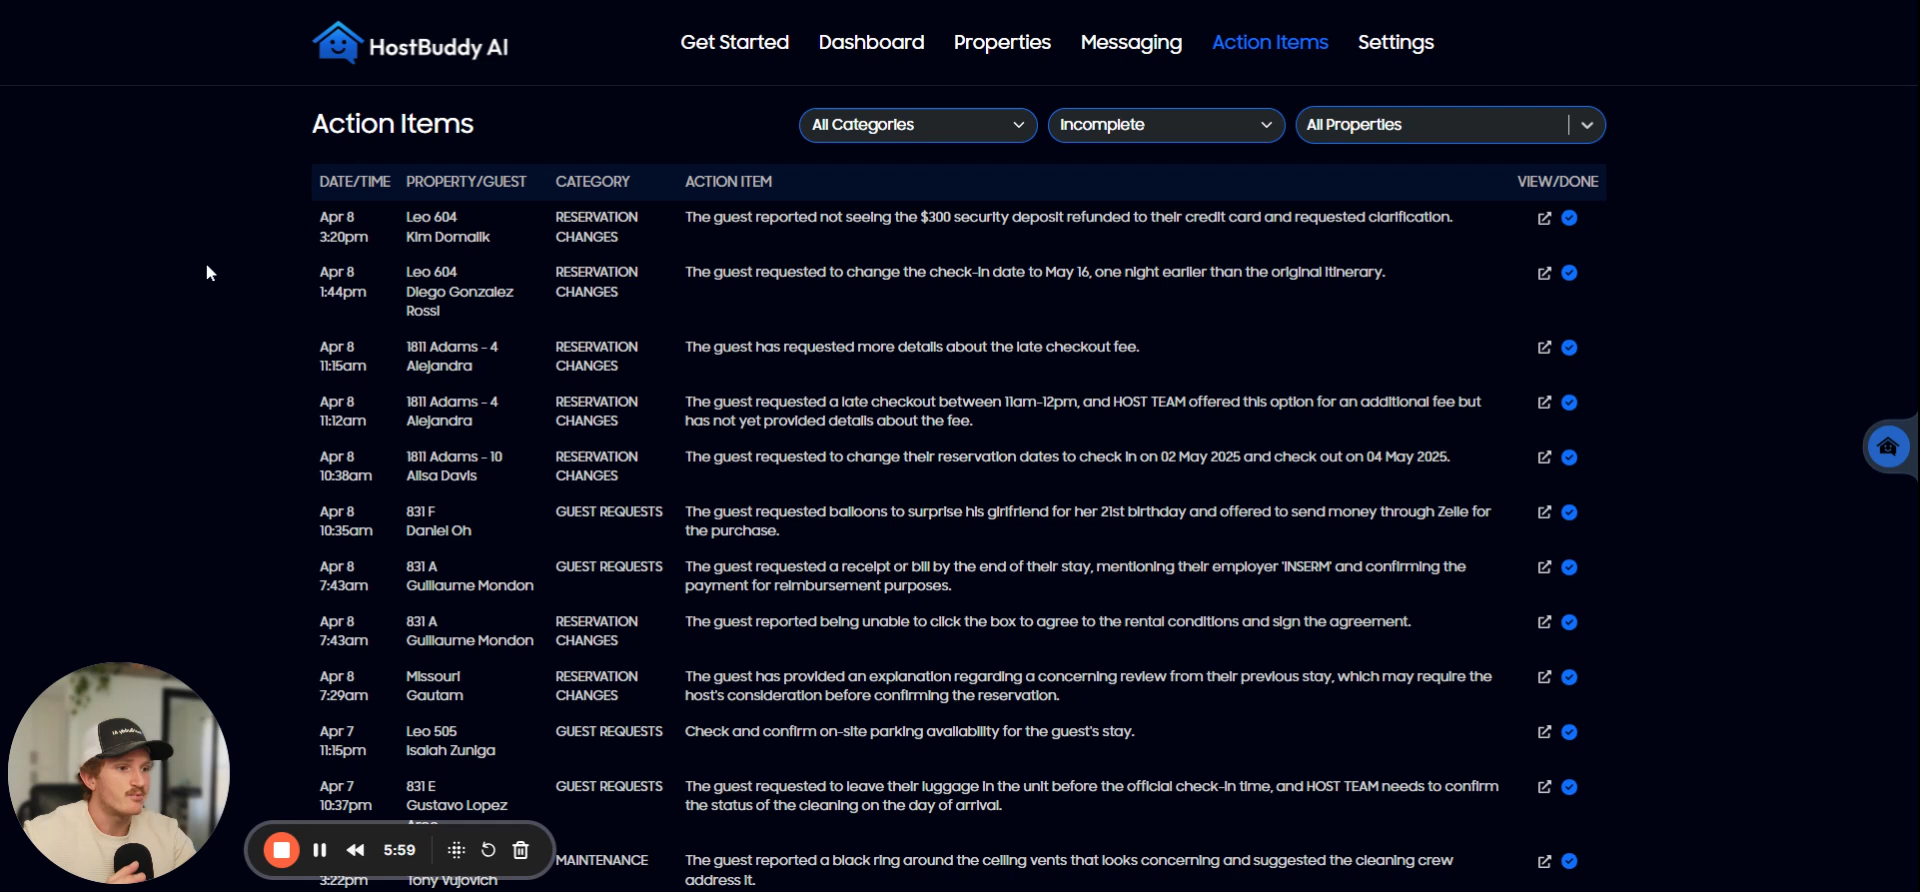 HostBuddy AI
Get Started
Dashboard
Properties
Messaging
Action Items
Settings
Action Items
All Categories
Incomplete
All Properties
DATE/TIME
PROPERTY/GUEST
CATEGORY
ACTION ITEM
VIEW/DONE
Apr 8
3:20pm
Leo 604
Kim Domalik
RESERVATION
CHANGES
The guest reported not seeing the $300 security deposit refunded to their credit card and requested clarification.
Apr 8
1:44pm
Leo 604
Diego Gonzalez
Rossi
RESERVATION
CHANGES
The guest requested to change the check-in date to May 16, one night earlier than the original itinerary.
Apr 8
11:15am
1811 Adams - 4
Alejandra
RESERVATION
CHANGES
The guest has requested more details about the late checkout fee.
Apr 8
11:12am
1811 Adams - 4
Alejandra
RESERVATION
CHANGES
The guest requested a late checkout between 11am-12pm, and HOST TEAM offered this option for an additional fee but
has not yet provided details about the fee.
Apr 8
10:38am
1811 Adams - 10
Alisa Davis
RESERVATION
CHANGES
The guest requested to change their reservation dates to check in on 02 May 2025 and check out on 04 May 2025.
Apr 8
10:35am
831 F
Daniel Oh
GUEST REQUESTS
The guest requested balloons to surprise his girlfriend for her 21st birthday and offered to send money through Zelle for
the purchase.
Apr 8
7:43am
831 A
Guillaume Mondon
GUEST REQUESTS
The guest requested a receipt or bill by the end of their stay, mentioning their employer 'INSERM' and confirming the
payment for reimbursement purposes.
Apr 8
7:43am
831 A
Guillaume Mondon
RESERVATION
CHANGES
The guest reported being unable to click the box to agree to the rental conditions and sign the agreement.
Apr 8
7:29am
Missouri
Gautam
RESERVATION
CHANGES
The guest has provided an explanation regarding a concerning review from their previous stay, which may require the
host's consideration before confirming the reservation.
Apr 7
11:15pm
Leo 505
Isaiah Zuniga
GUEST REQUESTS
Check and confirm on-site parking availability for the guest's stay.
Apr 7
10:37pm
831 E
Gustavo Lopez
GUEST REQUESTS
The guest requested to leave their luggage in the unit before the official check-in time, and HOST TEAM needs to confirm
the status of the cleaning on the day of arrival.
3:22pm
Tony Vujovich
MAINTENANCE
The guest reported a black ring around the ceiling vents that looks concerning and suggested the cleaning crew
address it.
5:59